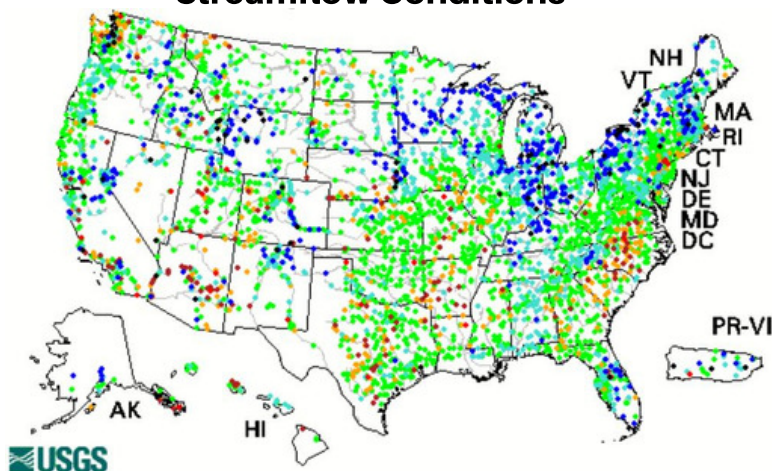 Streamflow Conditions
NH
VT
MA
RI
CT
NJ
DE
MD
DC
PR-VI
AK
HI
USGS